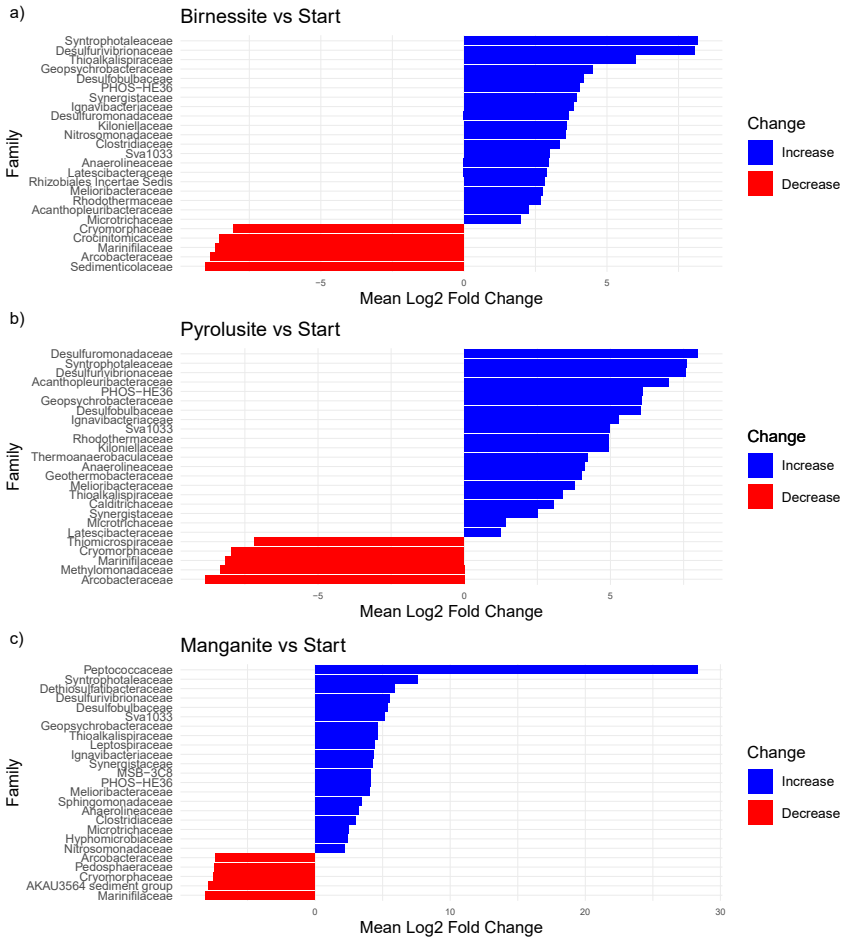 a)
Birnessite vs Start
Syntrophotaleaceae
Desulfurivibrionaceae
Thioalkalispiraceae
Geopsychrobacteraceae
Desulfobulbaceae
PHOS−HE36
Synergistaceae
Ignavibacteriaceae
Desulfuromonadaceae
Kiloniellaceae
Nitrosomonadaceae
Clostridiaceae
Sva1033
Anaerolineaceae
Latescibacteraceae
Rhizobiales Incertae Sedis
Melioribacteraceae
Rhodothermaceae
Acanthopleuribacteraceae
Microtrichaceae
Cryomorphaceae
Crocinitomicaceae
Marinifilaceae
Arcobacteraceae
Sedimenticolaceae
Family
−5 0 5
Mean Log2 Fold Change
Change
Increase
Decrease
b)
Pyrolusite vs Start
Desulfuromonadaceae
Syntrophotaleaceae
Desulfurivibrionaceae
Acanthopleuribacteraceae
PHOS−HE36
Geopsychrobacteraceae
Desulfobulbaceae
Ignavibacteriaceae
Sva1033
Rhodothermaceae
Kiloniellaceae
Thermoanaerobaculaceae
Anaerolineaceae
Geothermobacteraceae
Melioribacteraceae
Thioalkalispiraceae
Calditrichaceae
Synergistaceae
Microtrichaceae
Latescibacteraceae
Thiomicrospiraceae
Cryomorphaceae
Marinifilaceae
Methylomonadaceae
Arcobacteraceae
Family
−5 0 5
Mean Log2 Fold Change
Change
Increase
Decrease
c)
Manganite vs Start
Peptococcaceae
Syntrophotaleaceae
Dethiosulfatibacteraceae
Desulfurivibrionaceae
Desulfobulbaceae
Sva1033
Geopsychrobacteraceae
Thioalkalispiraceae
Leptospiraceae
Ignavibacteriaceae
Synergistaceae
MSB−3C8
PHOS−HE36
Melioribacteraceae
Sphingomonadaceae
Anaerolineaceae
Clostridiaceae
Microtrichaceae
Hyphomicrobiaceae
Nitrosomonadaceae
Arcobacteraceae
Pedosphaeraceae
Cryomorphaceae
AKAU3564 sediment group
Marinifilaceae
Family
0 10 20 30
Mean Log2 Fold Change
Change
Increase
Decrease